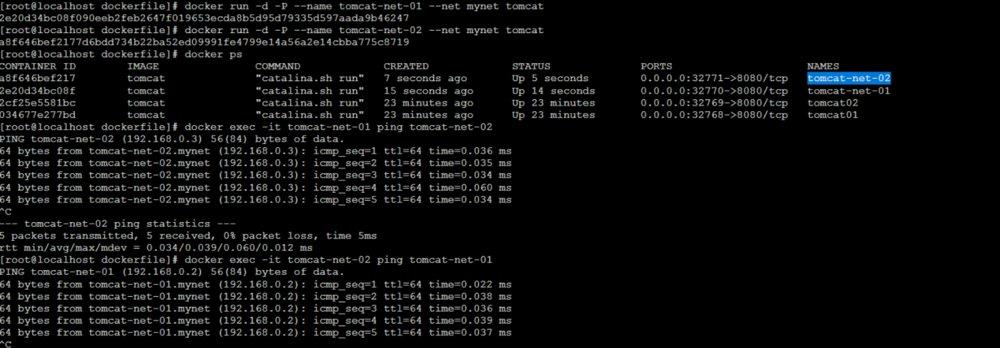 [root@localhost dockerfile]# docker run -d -P --name tomcat-net-01 --net mynet tomcat
2e20d34bc08f090eeb2feb2647f019653ecda8b5d95d79335d597aada9b46247
[root@localhost dockerfile]# docker run -d -P --name tomcat-net-02 --net mynet tomcat
a8f646bef2177d6bdd734b22ba52ed09991fe4799e14a56a2e14cbba775c8719
[root@localhost dockerfile]# docker ps
CONTAINER ID        IMAGE               COMMAND             CREATED             STATUS              PORTS                     NAMES
a8f646bef217        tomcat              "catalina.sh run"   7 seconds ago       Up 5 seconds        0.0.0.0:32771->8080/tcp   tomcat-net-02
2e20d34bc08f        tomcat              "catalina.sh run"   15 seconds ago      Up 14 seconds       0.0.0.0:32770->8080/tcp   tomcat-net-01
2cf25e5581bc        tomcat              "catalina.sh run"   23 minutes ago      Up 23 minutes       0.0.0.0:32769->8080/tcp   tomcat02
034677e277bd        tomcat              "catalina.sh run"   23 minutes ago      Up 23 minutes       0.0.0.0:32768->8080/tcp   tomcat01
[root@localhost dockerfile]# docker exec -it tomcat-net-01 ping tomcat-net-02
PING tomcat-net-02 (192.168.0.3) 56(84) bytes of data.
64 bytes from tomcat-net-02.mynet (192.168.0.3): icmp_seq=1 ttl=64 time=0.036 ms
64 bytes from tomcat-net-02.mynet (192.168.0.3): icmp_seq=2 ttl=64 time=0.035 ms
64 bytes from tomcat-net-02.mynet (192.168.0.3): icmp_seq=3 ttl=64 time=0.034 ms
64 bytes from tomcat-net-02.mynet (192.168.0.3): icmp_seq=4 ttl=64 time=0.060 ms
64 bytes from tomcat-net-02.mynet (192.168.0.3): icmp_seq=5 ttl=64 time=0.034 ms
^C
--- tomcat-net-02 ping statistics ---
5 packets transmitted, 5 received, 0% packet loss, time 5ms
rtt min/avg/max/mdev = 0.034/0.039/0.060/0.012 ms
[root@localhost dockerfile]# docker exec -it tomcat-net-02 ping tomcat-net-01
PING tomcat-net-01 (192.168.0.2) 56(84) bytes of data.
64 bytes from tomcat-net-01.mynet (192.168.0.2): icmp_seq=1 ttl=64 time=0.022 ms
64 bytes from tomcat-net-01.mynet (192.168.0.2): icmp_seq=2 ttl=64 time=0.038 ms
64 bytes from tomcat-net-01.mynet (192.168.0.2): icmp_seq=3 ttl=64 time=0.036 ms
64 bytes from tomcat-net-01.mynet (192.168.0.2): icmp_seq=4 ttl=64 time=0.039 ms
64 bytes from tomcat-net-01.mynet (192.168.0.2): icmp_seq=5 ttl=64 time=0.037 ms
^C